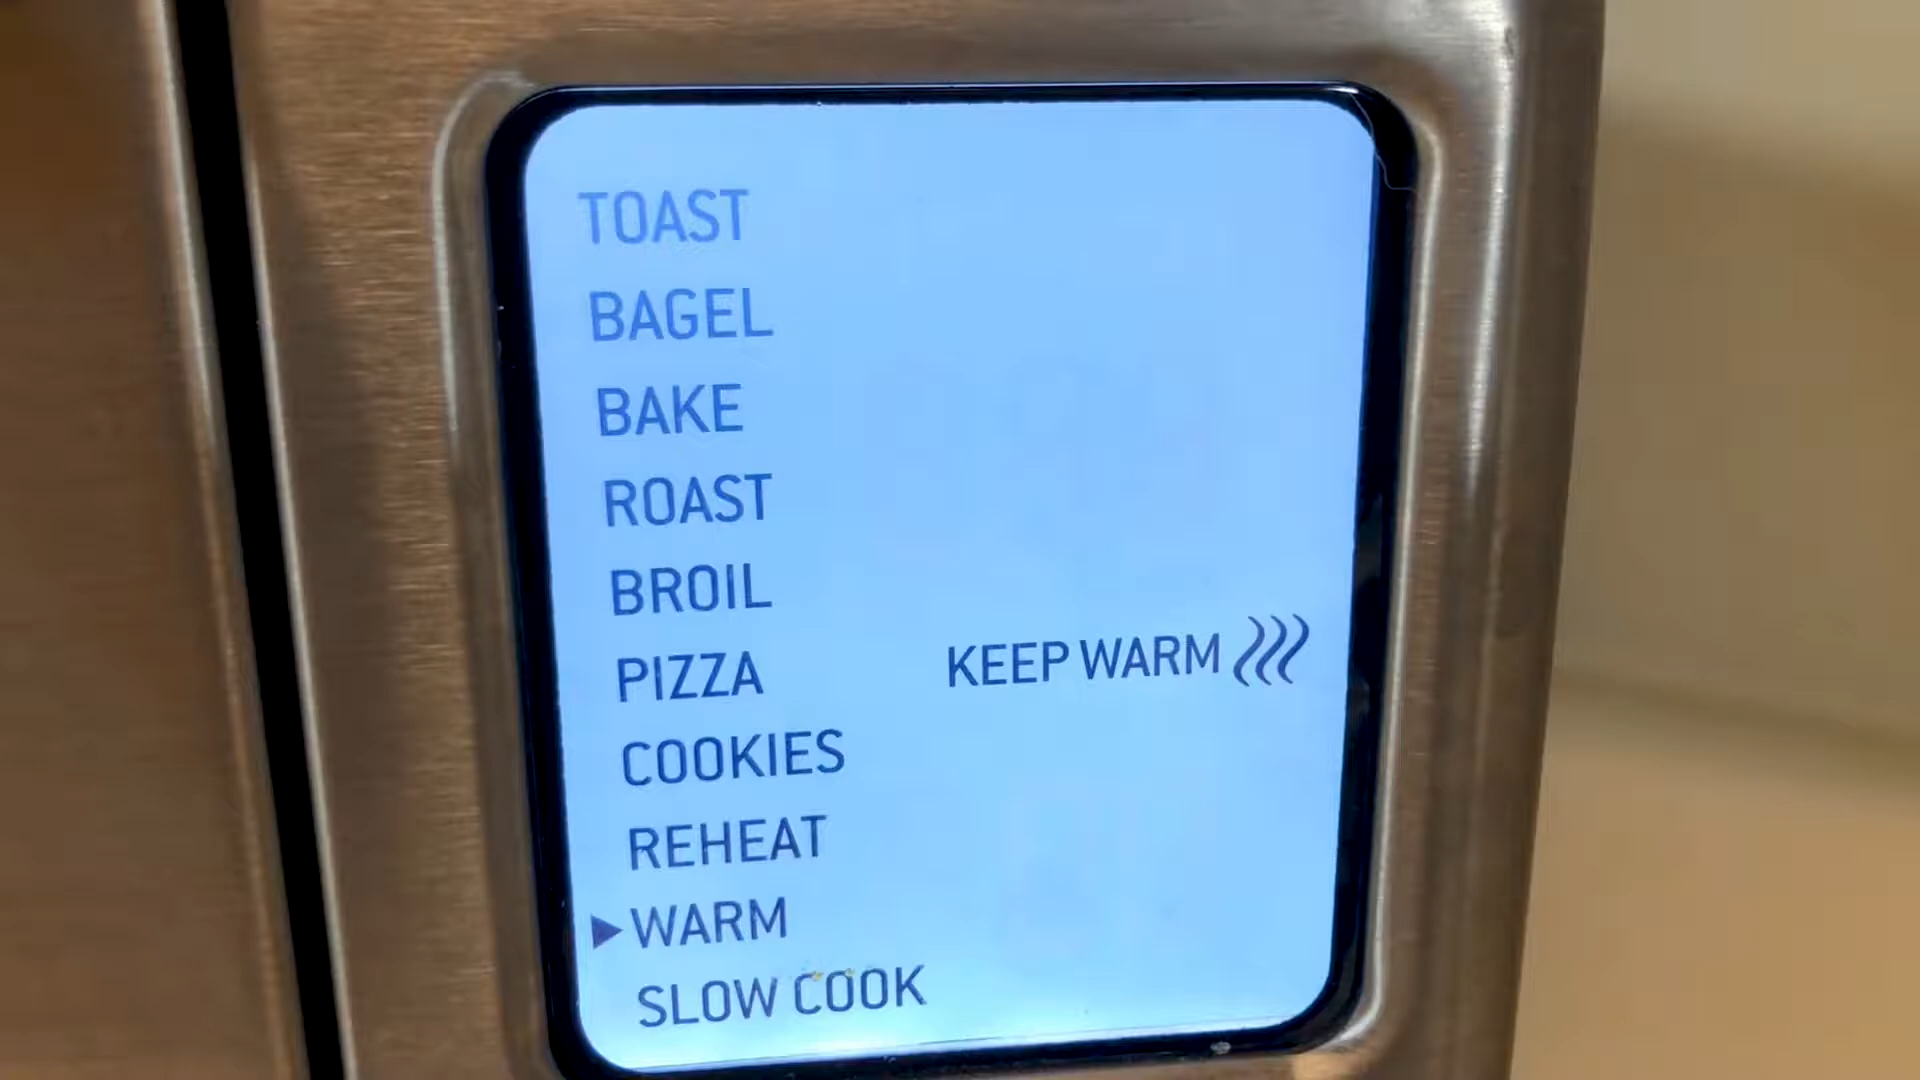 TOAST
BAGEL
BAKE
ROAST
BROIL
PIZZA
KEEP WARM
COOKIES
REHEAT
WARM
SLOW COOK